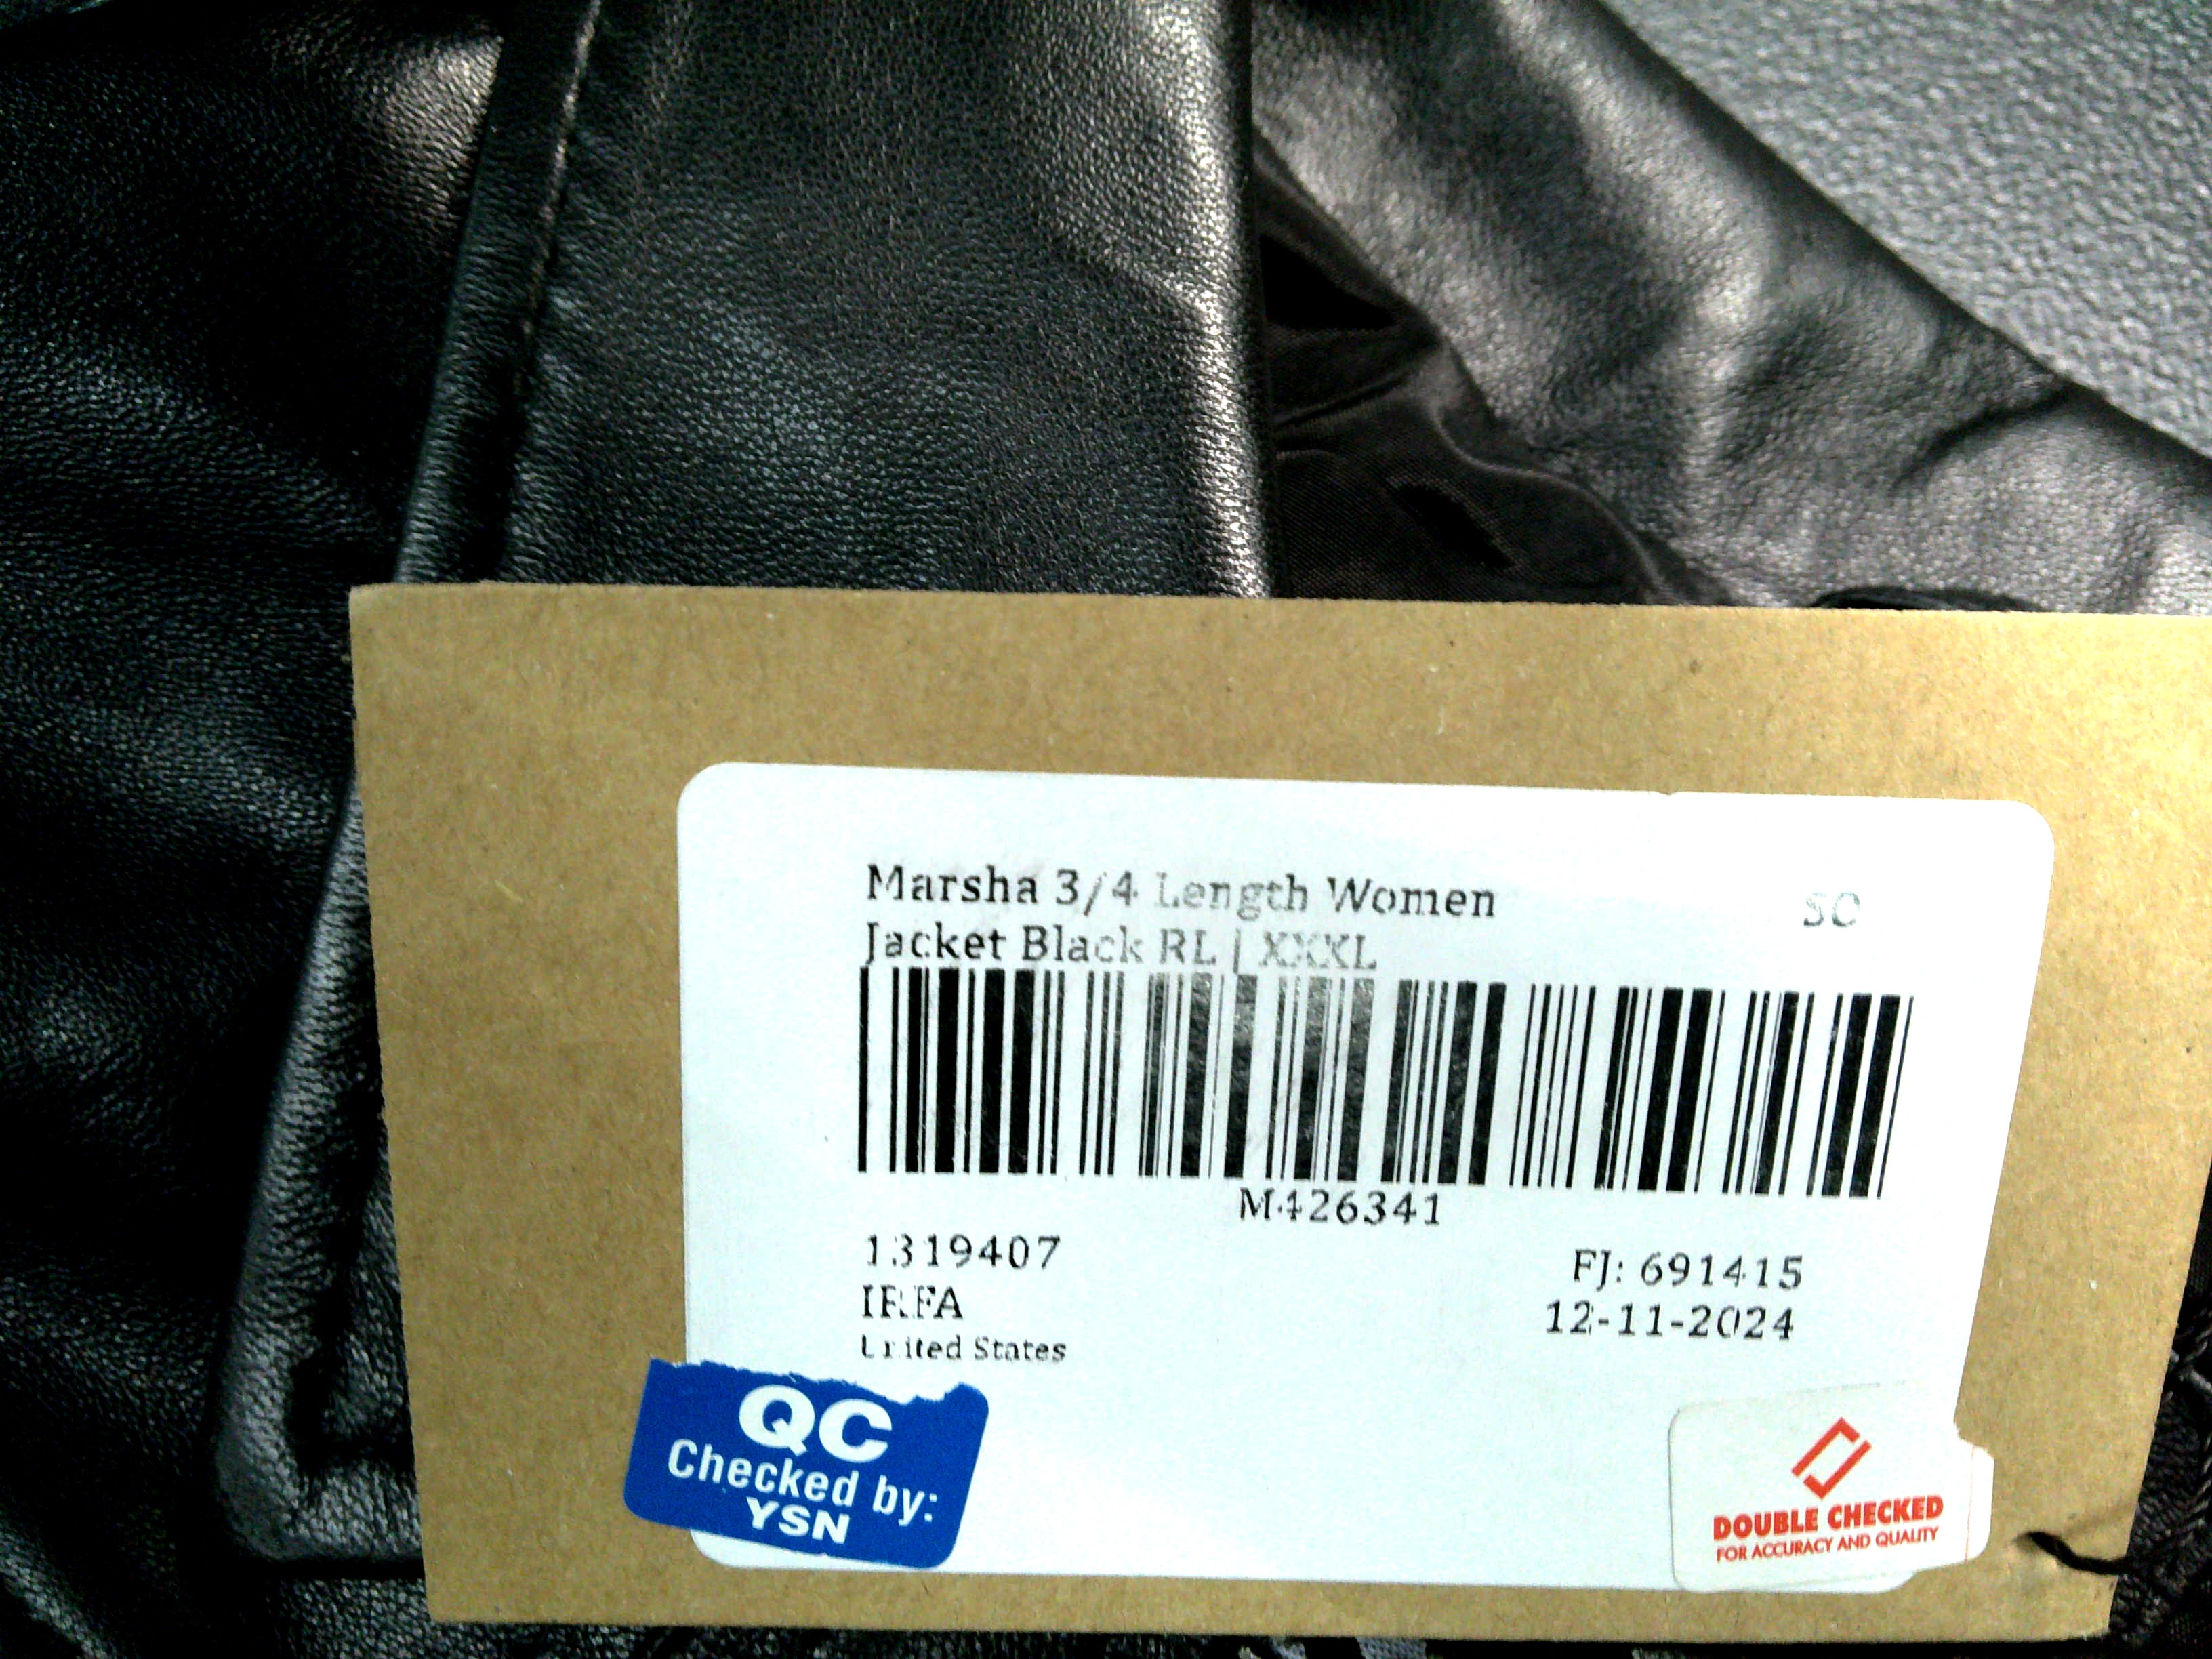 Marsha 3/4 Length Women
SO
Jacket Black RL | XXXL
M426341
1319407
FJ: 691415
IRFA
12-11-2024
United States
QC
Checked by:
YSN
DOUBLE CHECKED
FOR ACCURACY AND QUALITY